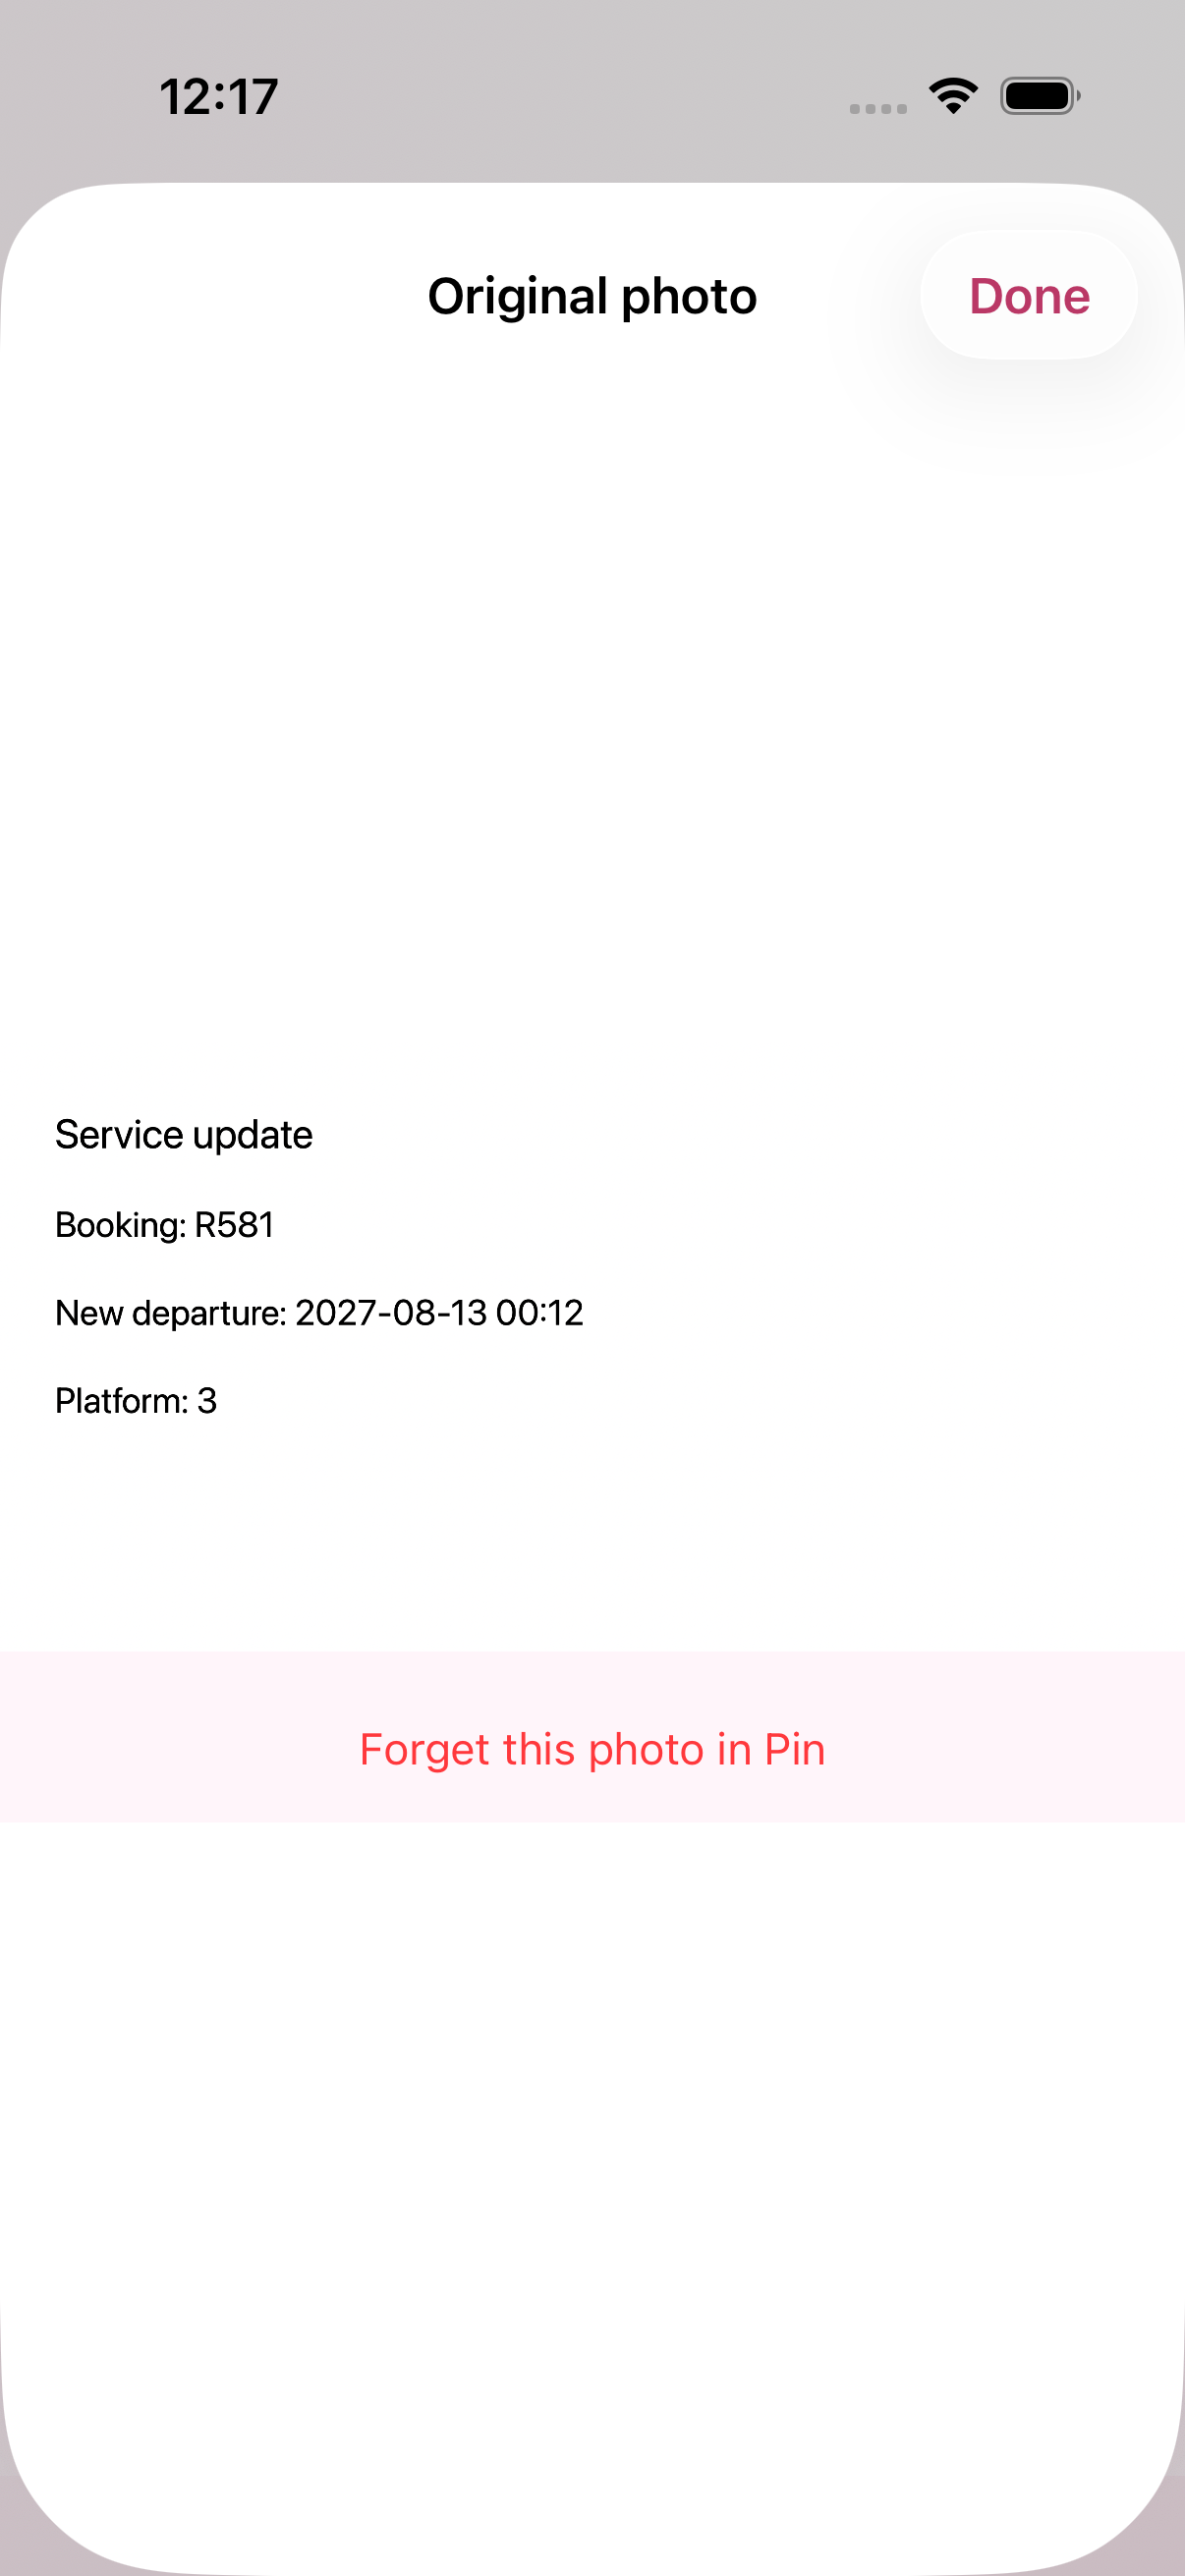 12:17
Original photo
Done
Service update
Booking: R581
New departure: 2027-08-13 00:12
Platform: 3
Forget this photo in Pin